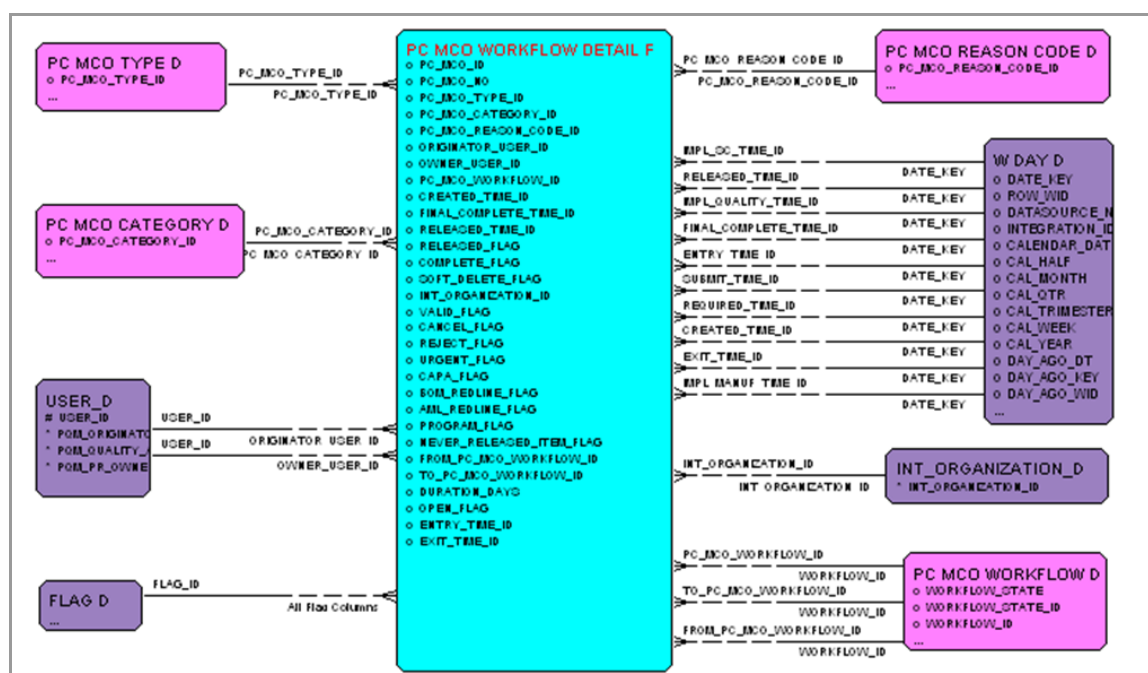 PC MCO TYPE D
o PC_MCO_TYPE_ID
...
PC_MCO_TYPE_ID
PC_MCO_TYPE_ID
PC MCO CATEGORY D
o PC_MCO_CATEGORY_ID
...
PC_MCO_CATEGORY_ID
PC MCO CATEGORY ID
USER_D
# USER_ID
* PQM_ORIGINATO
* PQM_QUALITY_A
* PQM_PR_OWNE
USER_ID
ORIGINATOR USER ID
USER_ID
OWNER_USER_ID
FLAG D
...
FLAG_ID
All Flag Columns
PC MCO WORKFLOW DETAIL F
o PC_MCO_ID
o PC_MCO_NO
o PC_MCO_TYPE_ID
o PC_MCO_CATEGORY_ID
o PC_MCO_REASON_CODE_ID
o ORIGINATOR_USER_ID
o OWNER_USER_ID
o PC_MCO_WORKFLOW_ID
o CREATED_TIME_ID
o FINAL_COMPLETE_TIME_ID
o RELEASED_TIME_ID
o RELEASED_FLAG
o COMPLETE_FLAG
o SOFT_DELETE_FLAG
o INT_ORGANIZATION_ID
o VALID_FLAG
o CANCEL_FLAG
o REJECT_FLAG
o URGENT_FLAG
o CAPA_FLAG
o BOM_REDLINE_FLAG
o AML_REDLINE_FLAG
o PROGRAM_FLAG
o NEVER_RELEASED_ITEM_FLAG
o FROM_PC_MCO_WORKFLOW_ID
o TO_PC_MCO_WORKFLOW_ID
o DURATION_DAYS
o OPEN_FLAG
o ENTRY_TIME_ID
o EXIT_TIME_ID
PC MCO REASON CODE ID
PC_MCO_REASON_CODE_ID
PC MCO REASON CODE D
o PC_MCO_REASON_CODE_ID
...
IMPL_SC_TIME_ID
DATE_KEY
RELEASED_TIME_ID
DATE_KEY
IMPL_QUALITY_TIME_ID
DATE_KEY
FINAL_COMPLETE_TIME_ID
DATE_KEY
ENTRY TIME ID
DATE_KEY
SUBMIT_TIME_ID
DATE_KEY
REQUIRED_TIME_ID
DATE_KEY
CREATED_TIME_ID
DATE_KEY
EXIT_TIME_ID
DATE_KEY
IMPL MANUF TIME ID
DATE_KEY
W DAY D
o DATE_KEY
o ROW_WID
o DATASOURCE_N
o INTEGRATION_ID
o CALENDAR_DAT
o CAL_HALF
o CAL_MONTH
o CAL_QTR
o CAL_TRIMESTER
o CAL_WEEK
o CAL_YEAR
o DAY_AGO_DT
o DAY_AGO_KEY
o DAY_AGO_WID
...
INT_ORGANIZATION_ID
INT ORGANIZATION ID
INT_ORGANIZATION_D
* INT_ORGANIZATION_ID
PC_MCO_WORKFLOW_ID
WORKFLOW_ID
TO_PC_MCO_WORKFLOW_ID
WORKFLOW_ID
FROM_PC_MCO_WORKFLOW_ID
WORKFLOW_ID
PC MCO WORKFLOW D
o WORKFLOW_STATE
o WORKFLOW_STATE_ID
o WORKFLOW_ID
...